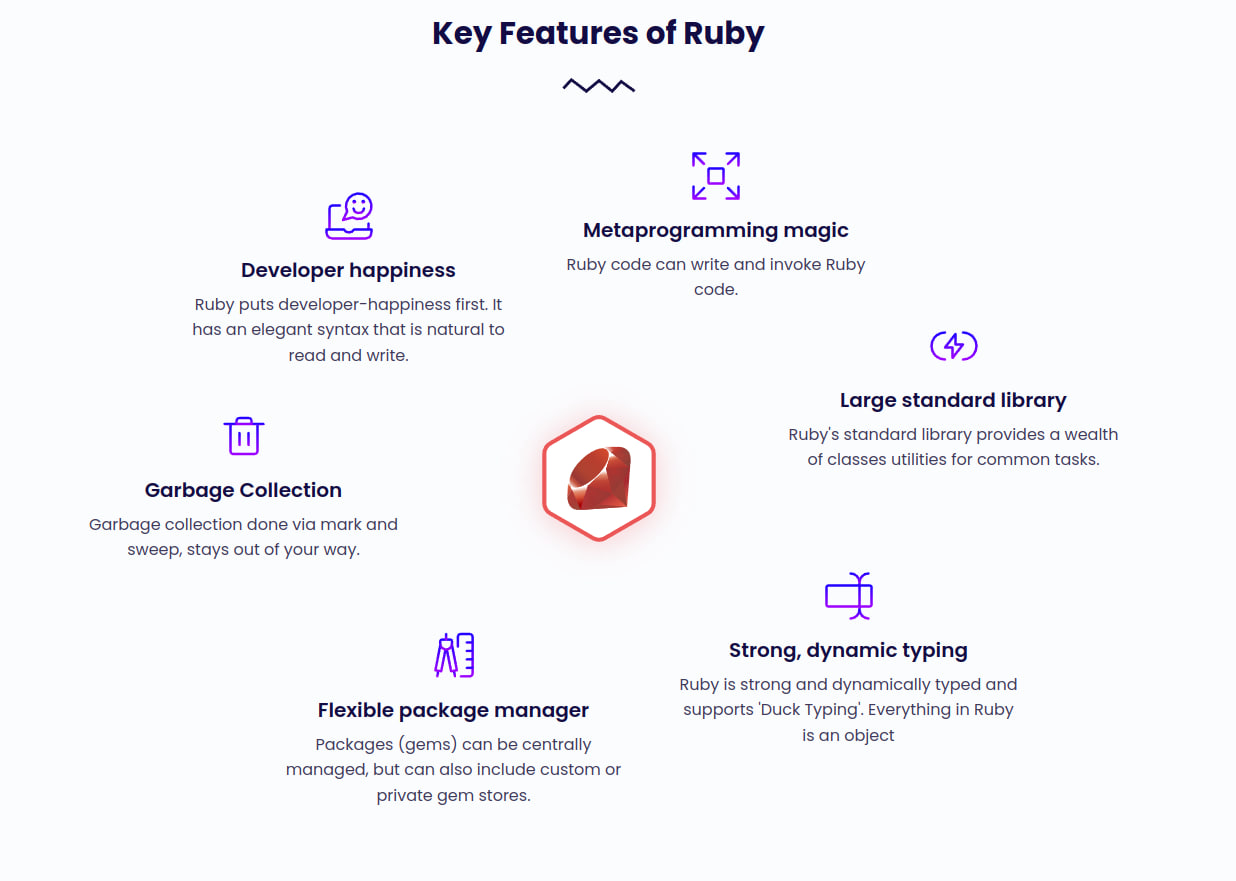 Key Features of Ruby
Metaprogramming magic
Ruby code can write and invoke Ruby
code.
Developer happiness
Ruby puts developer-happiness first. It
has an elegant syntax that is natural to
read and write.
Large standard library
Ruby's standard library provides a wealth
of classes utilities for common tasks.
Garbage Collection
Garbage collection done via mark and
sweep, stays out of your way.
Strong, dynamic typing
Ruby is strong and dynamically typed and
supports 'Duck Typing'. Everything in Ruby
is an object
Flexible package manager
Packages (gems) can be centrally
managed, but can also include custom or
private gem stores.